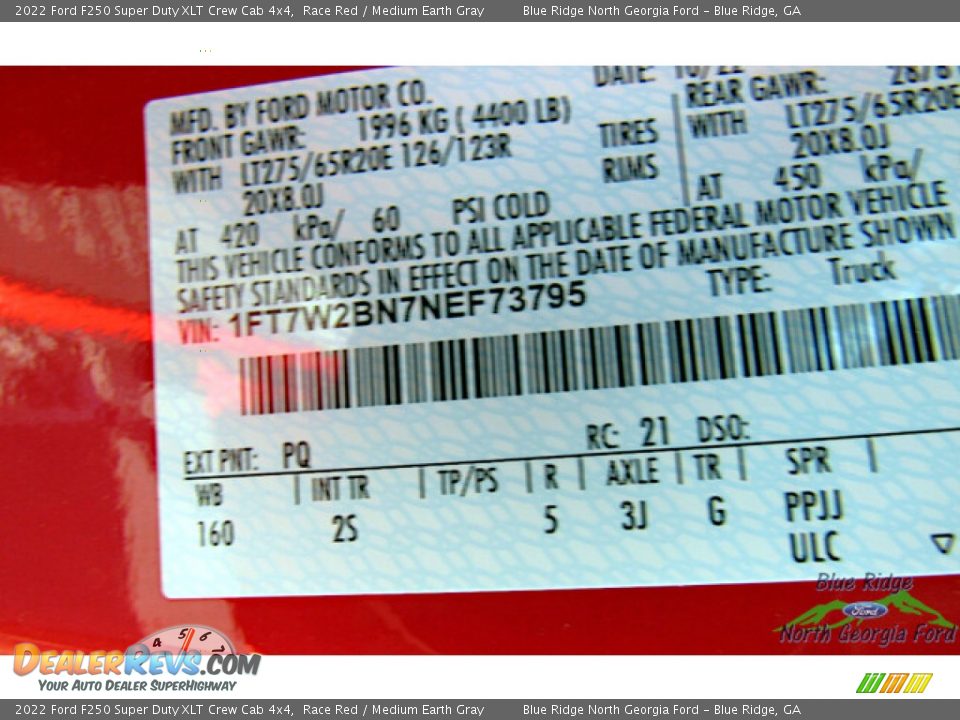 2022 Ford F250 Super Duty XLT Crew Cab 4x4, Race Red / Medium Earth Gray Blue Ridge North Georgia Ford - Blue Ridge, GA
MFD. BY FORD MOTOR CO. DATE: 10/22
FRONT GAWR: 1996 KG ( 4400 LB) REAR GAWR:
WITH LT275/65R20E 126/123R TIRES WITH LT275/65R20E
20X8.0J RIMS 20X8.0J
AT 420 kPa/ 60 PSI COLD AT 450 kPa/
THIS VEHICLE CONFORMS TO ALL APPLICABLE FEDERAL MOTOR VEHICLE
SAFETY STANDARDS IN EFFECT ON THE DATE OF MANUFACTURE SHOWN
VIN: 1FT7W2BN7NEF73795 TYPE: Truck
EXT PNT: PQ RC: 21 DSO:
WB INT TR TP/PS R AXLE TR SPR
160 2S 5 3J G PPJJ
ULC
Blue Ridge
Ford
North Georgia Ford
4 5 6 7
DealerRevs.com
Your Auto Dealer SuperHighway
2022 Ford F250 Super Duty XLT Crew Cab 4x4, Race Red / Medium Earth Gray Blue Ridge North Georgia Ford - Blue Ridge, GA